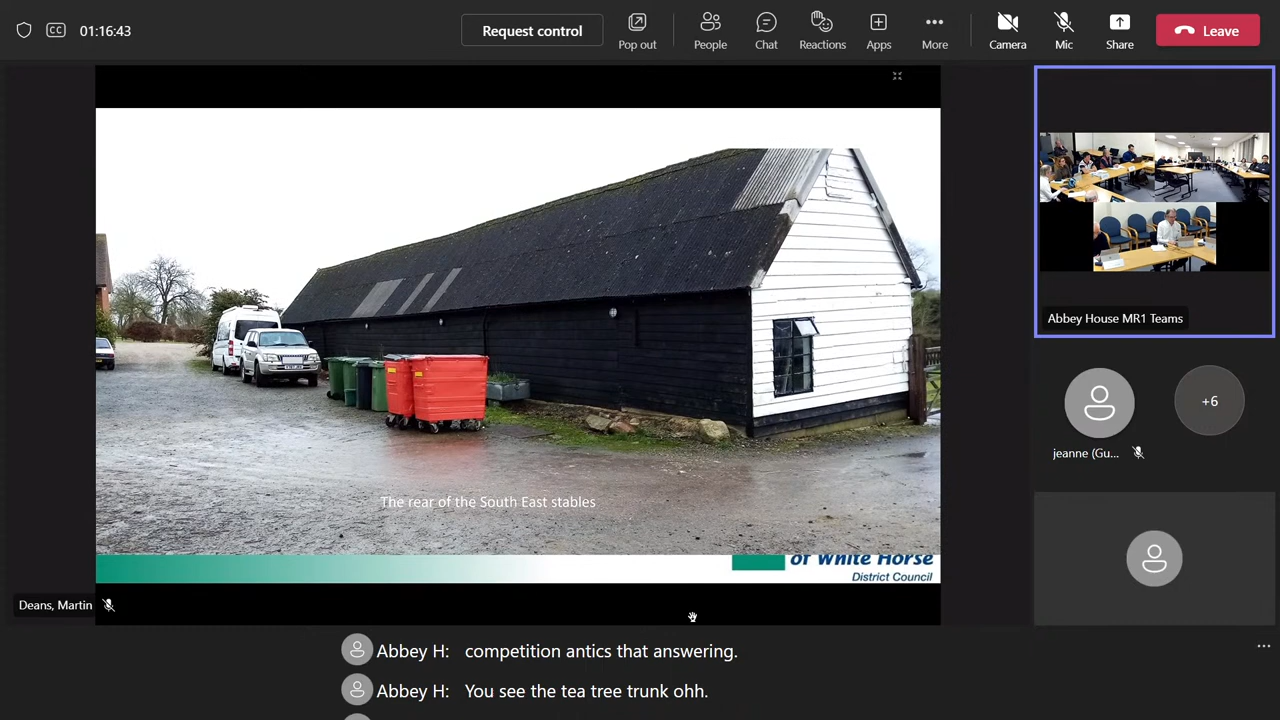 CC
01:16:43
Request control
Pop out
People
Chat
Reactions
Apps
More
Camera
Mic
Share
Leave
Abbey House MR1 Teams
+6
jeanne (Gu...
The rear of the South East stables
of White Horse
District Council
Deans, Martin
Abbey H: competition antics that answering.
Abbey H: You see the tea tree trunk ohh.